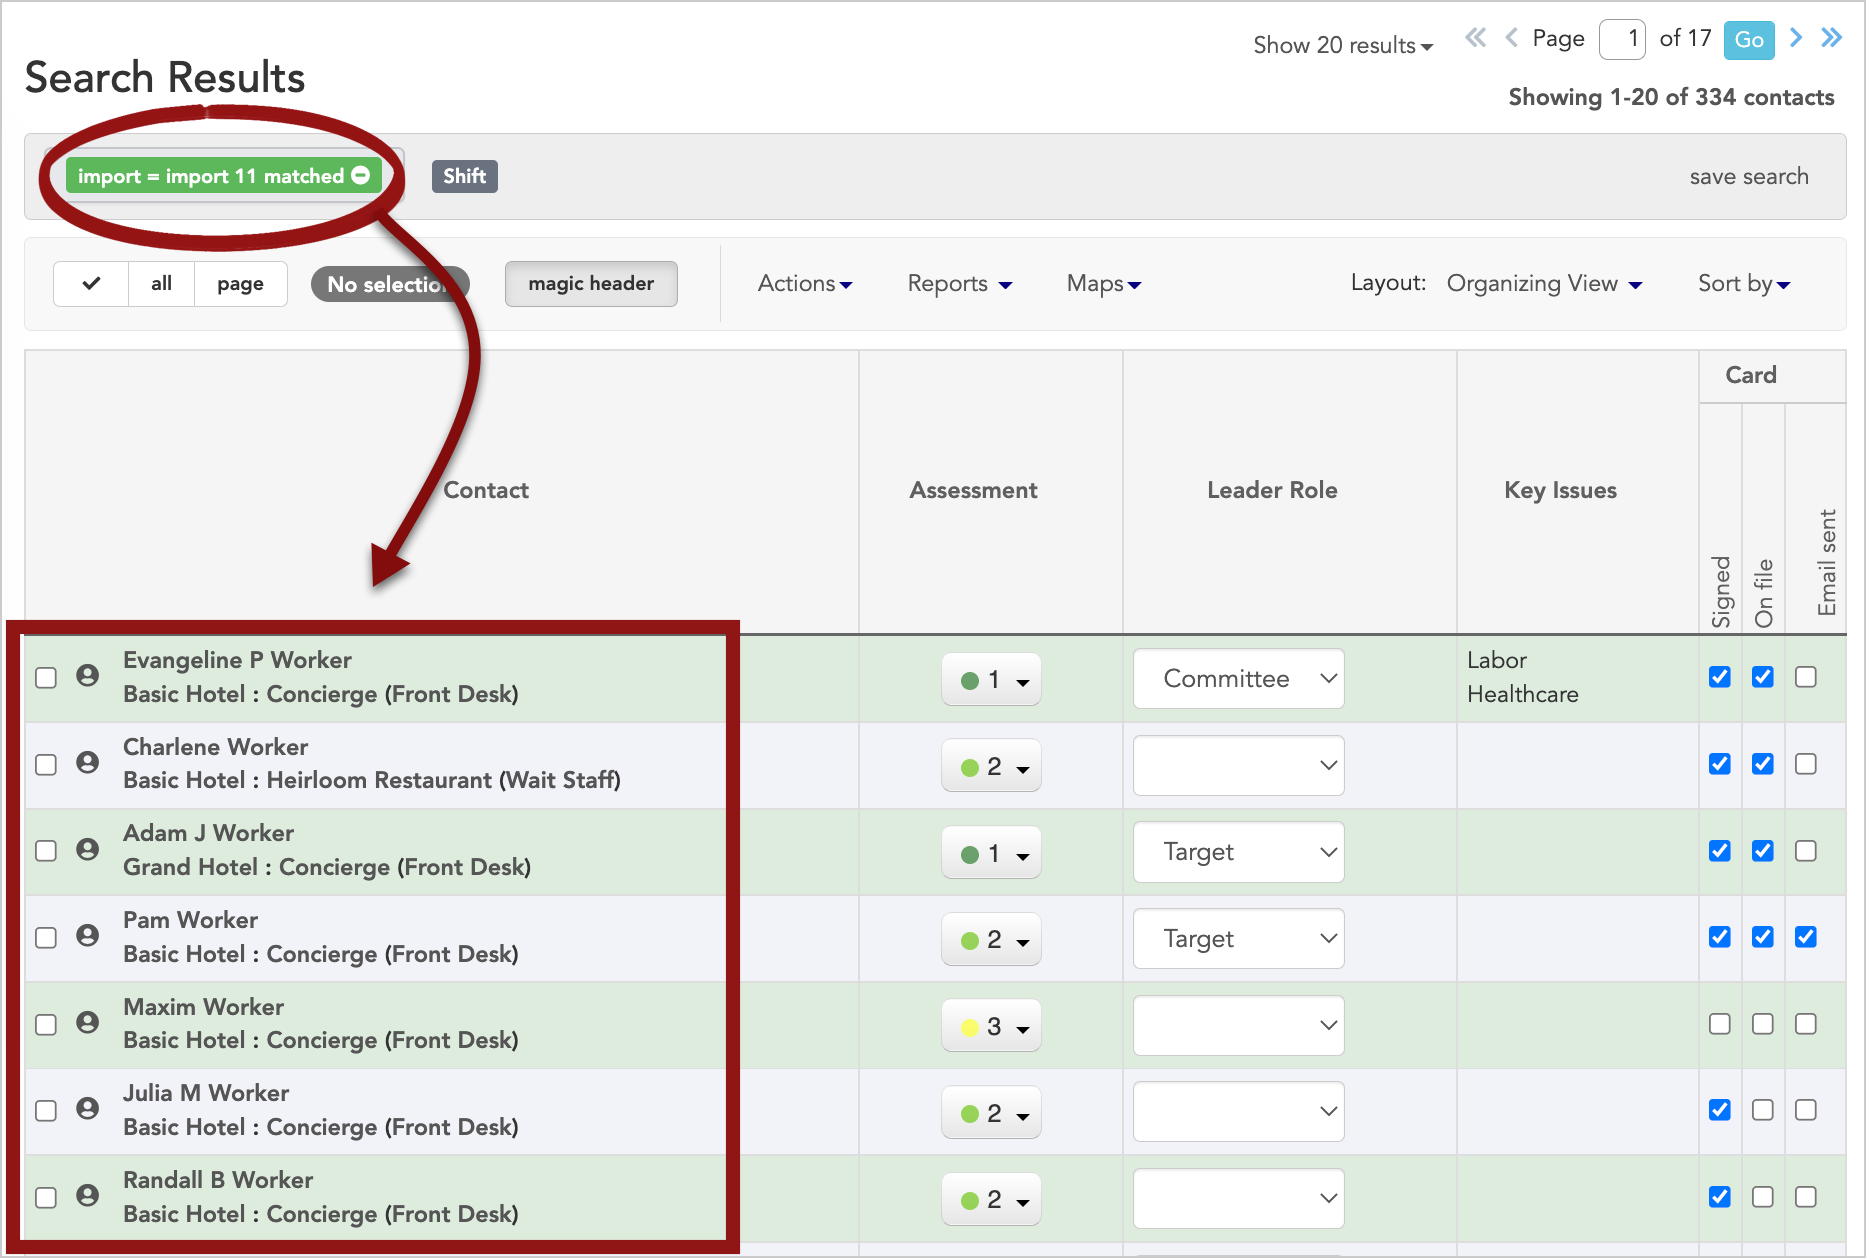 Show 20 results
Page 1 of 17 Go
Search Results
Showing 1-20 of 334 contacts
import = import 11 matched
Shift
save search
all
page
No selection
magic header
Actions
Reports
Maps
Layout: Organizing View
Sort by
Card
Contact
Assessment
Leader Role
Key Issues
Signed
On file
Email sent
Evangeline P Worker
Basic Hotel : Concierge (Front Desk)
1
Committee
Labor
Healthcare
Charlene Worker
Basic Hotel : Heirloom Restaurant (Wait Staff)
2
Adam J Worker
Grand Hotel : Concierge (Front Desk)
1
Target
Pam Worker
Basic Hotel : Concierge (Front Desk)
2
Target
Maxim Worker
Basic Hotel : Concierge (Front Desk)
3
Julia M Worker
Basic Hotel : Concierge (Front Desk)
2
Randall B Worker
Basic Hotel : Concierge (Front Desk)
2